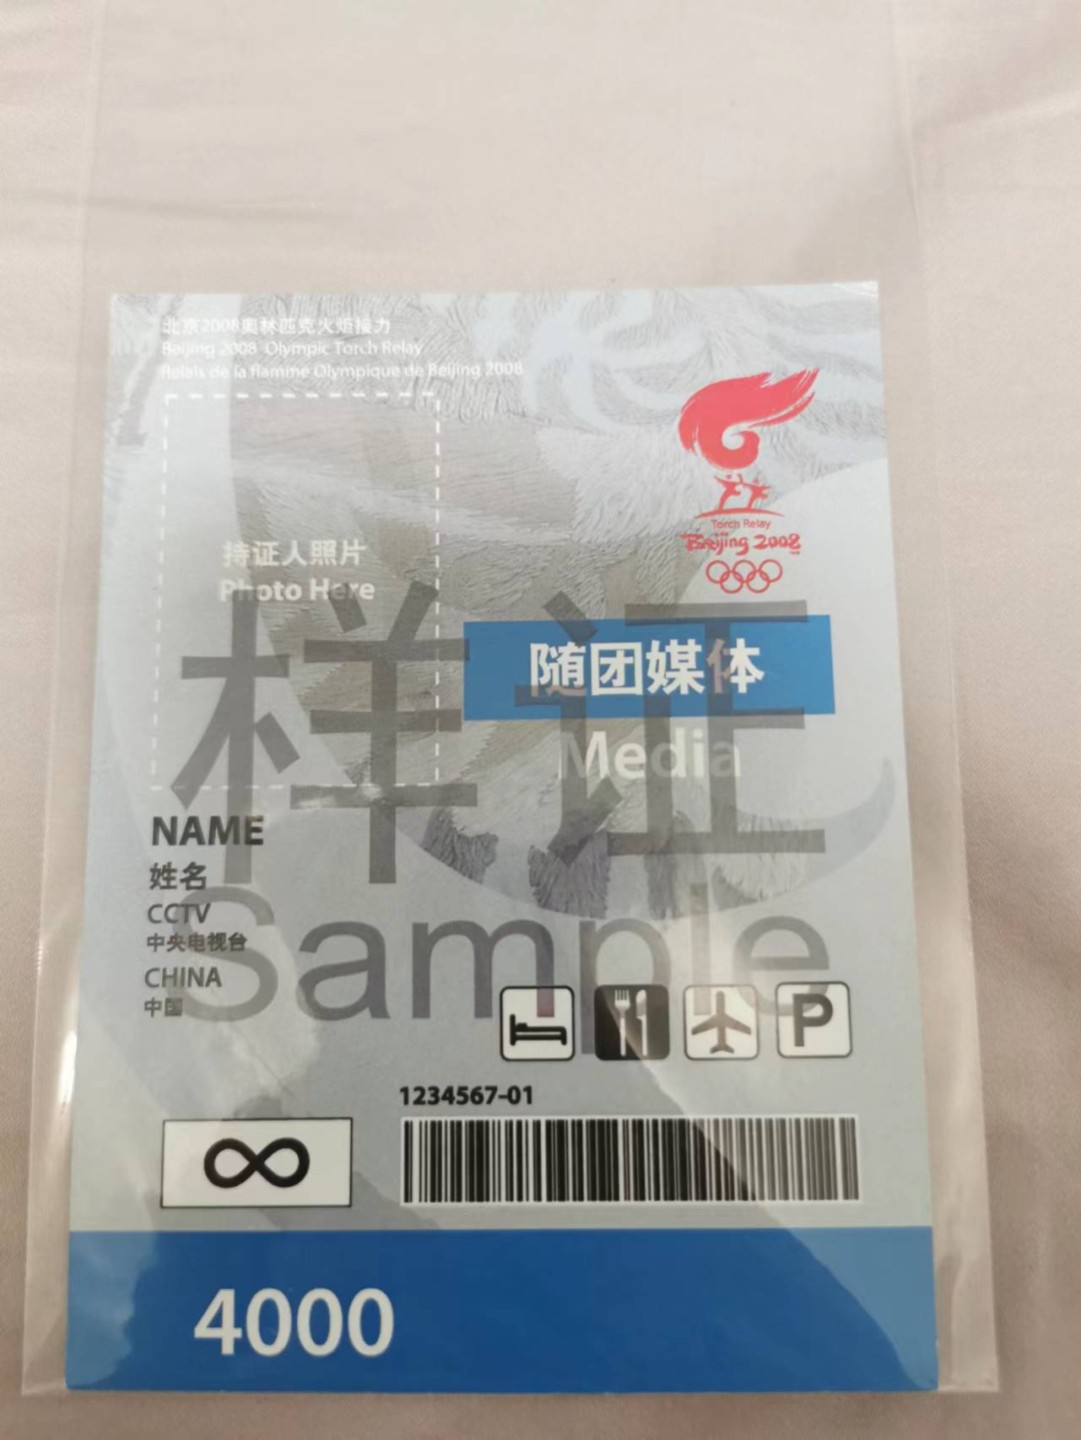 北京2008奥林匹克火炬接力
Beijing 2008 Olympic Torch Relay
Relais de la flamme Olympique de Beijing 2008
Torch Relay
Beijing 2008
持证人照片
Photo Here
随团媒体
Media
样证
Sample
NAME
姓名
CCTV
中央电视台
CHINA
中国
P
1234567-01
∞
4000